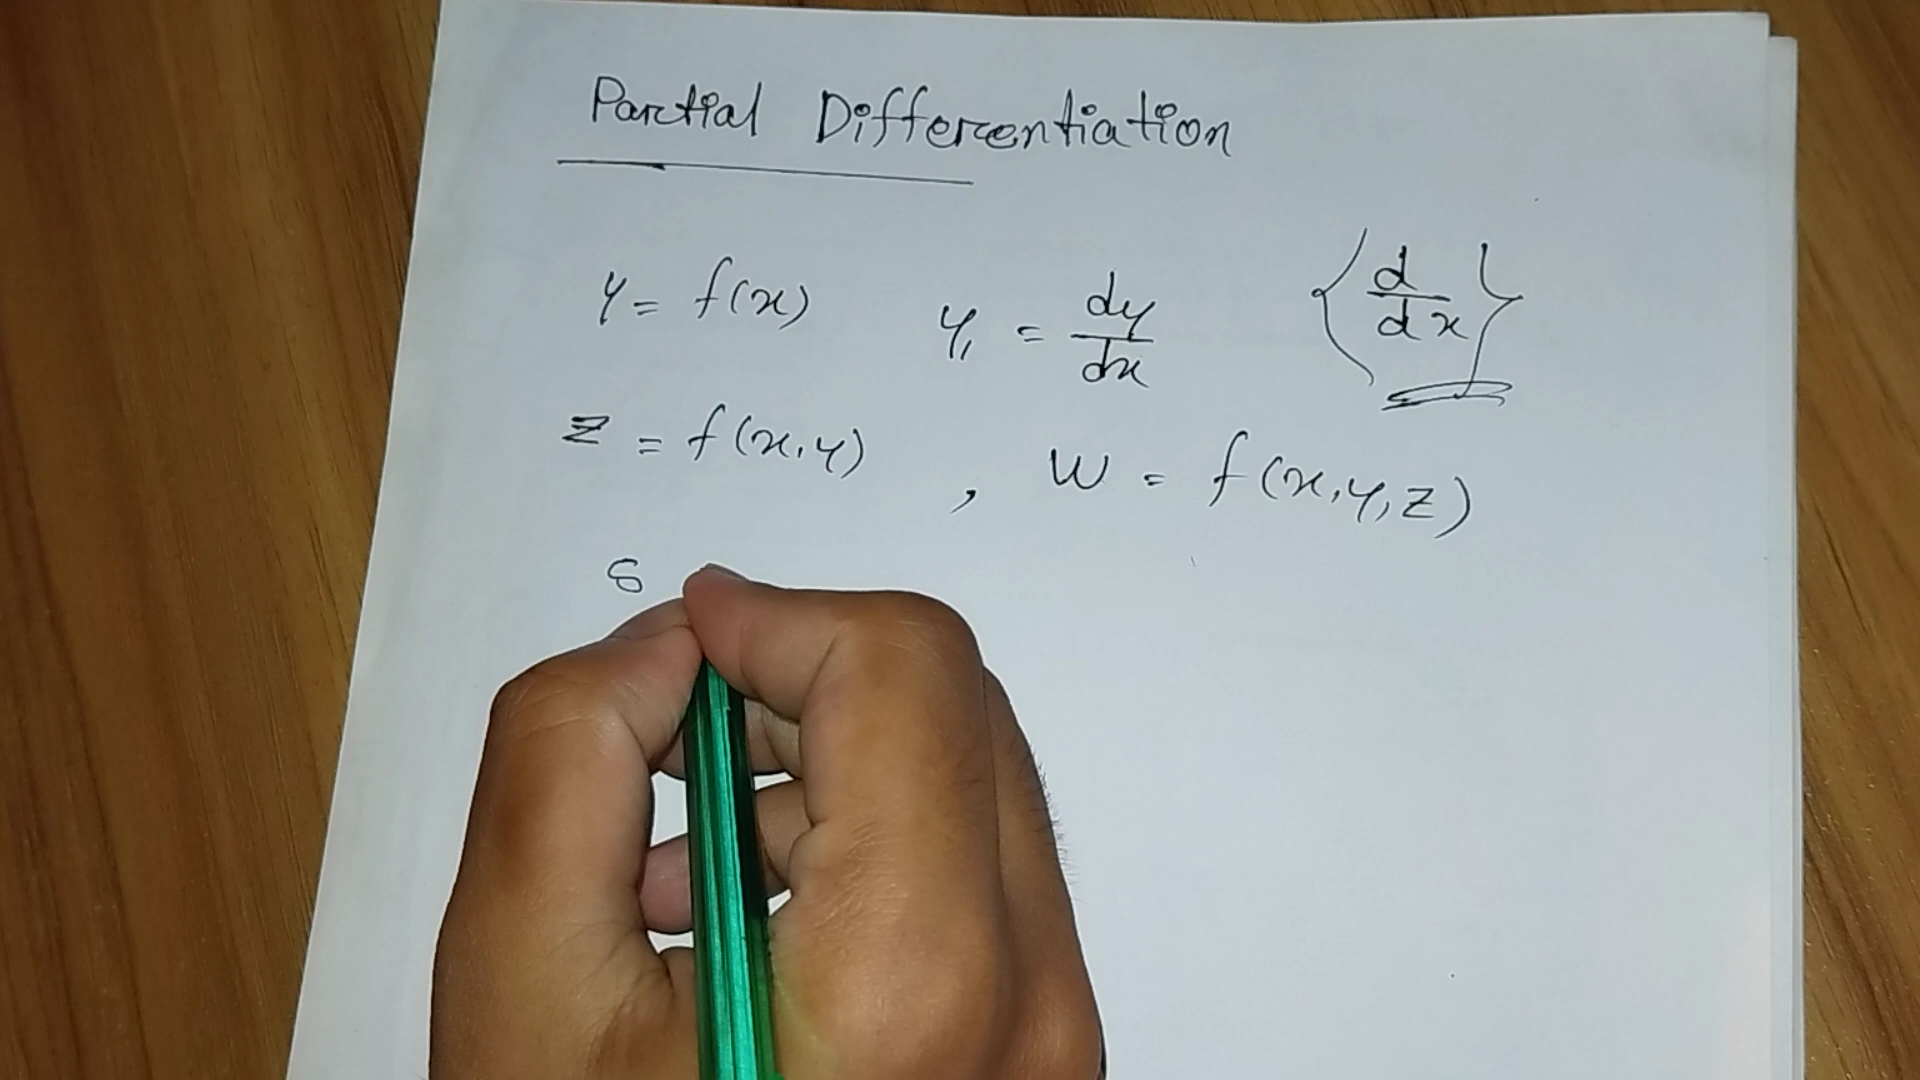 Partial Differentiation
y = f(x) y₁ = dy/dx {d/dx}
z = f(x,y) , w = f(x,y,z)